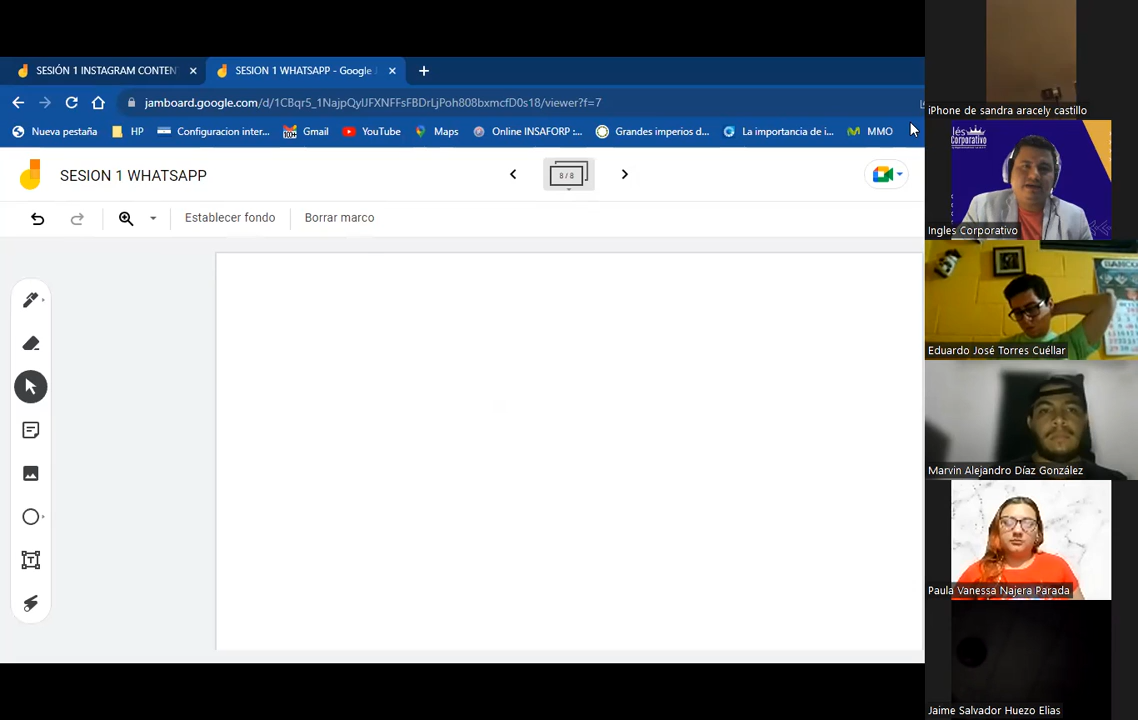 SESIÓN 1 INSTAGRAM CONTEN
SESION 1 WHATSAPP - Google
jamboard.google.com/d/1CBqr5_1NajpQyIJFXNFFsFBDrLjPoh808bxmcfD0s18/viewer?f=7
Nueva pestaña
HP
Configuracion inter...
Gmail
YouTube
Maps
Online INSAFORP :...
Grandes imperios d...
La importancia de i...
MMO
SESION 1 WHATSAPP
8 / 8
Establecer fondo
Borrar marco
iPhone de sandra aracely castillo
lés
Corporativo
Ingles Corporativo
Eduardo José Torres Cuéllar
Marvin Alejandro Díaz González
Paula Vanessa Najera Parada
Jaime Salvador Huezo Elias